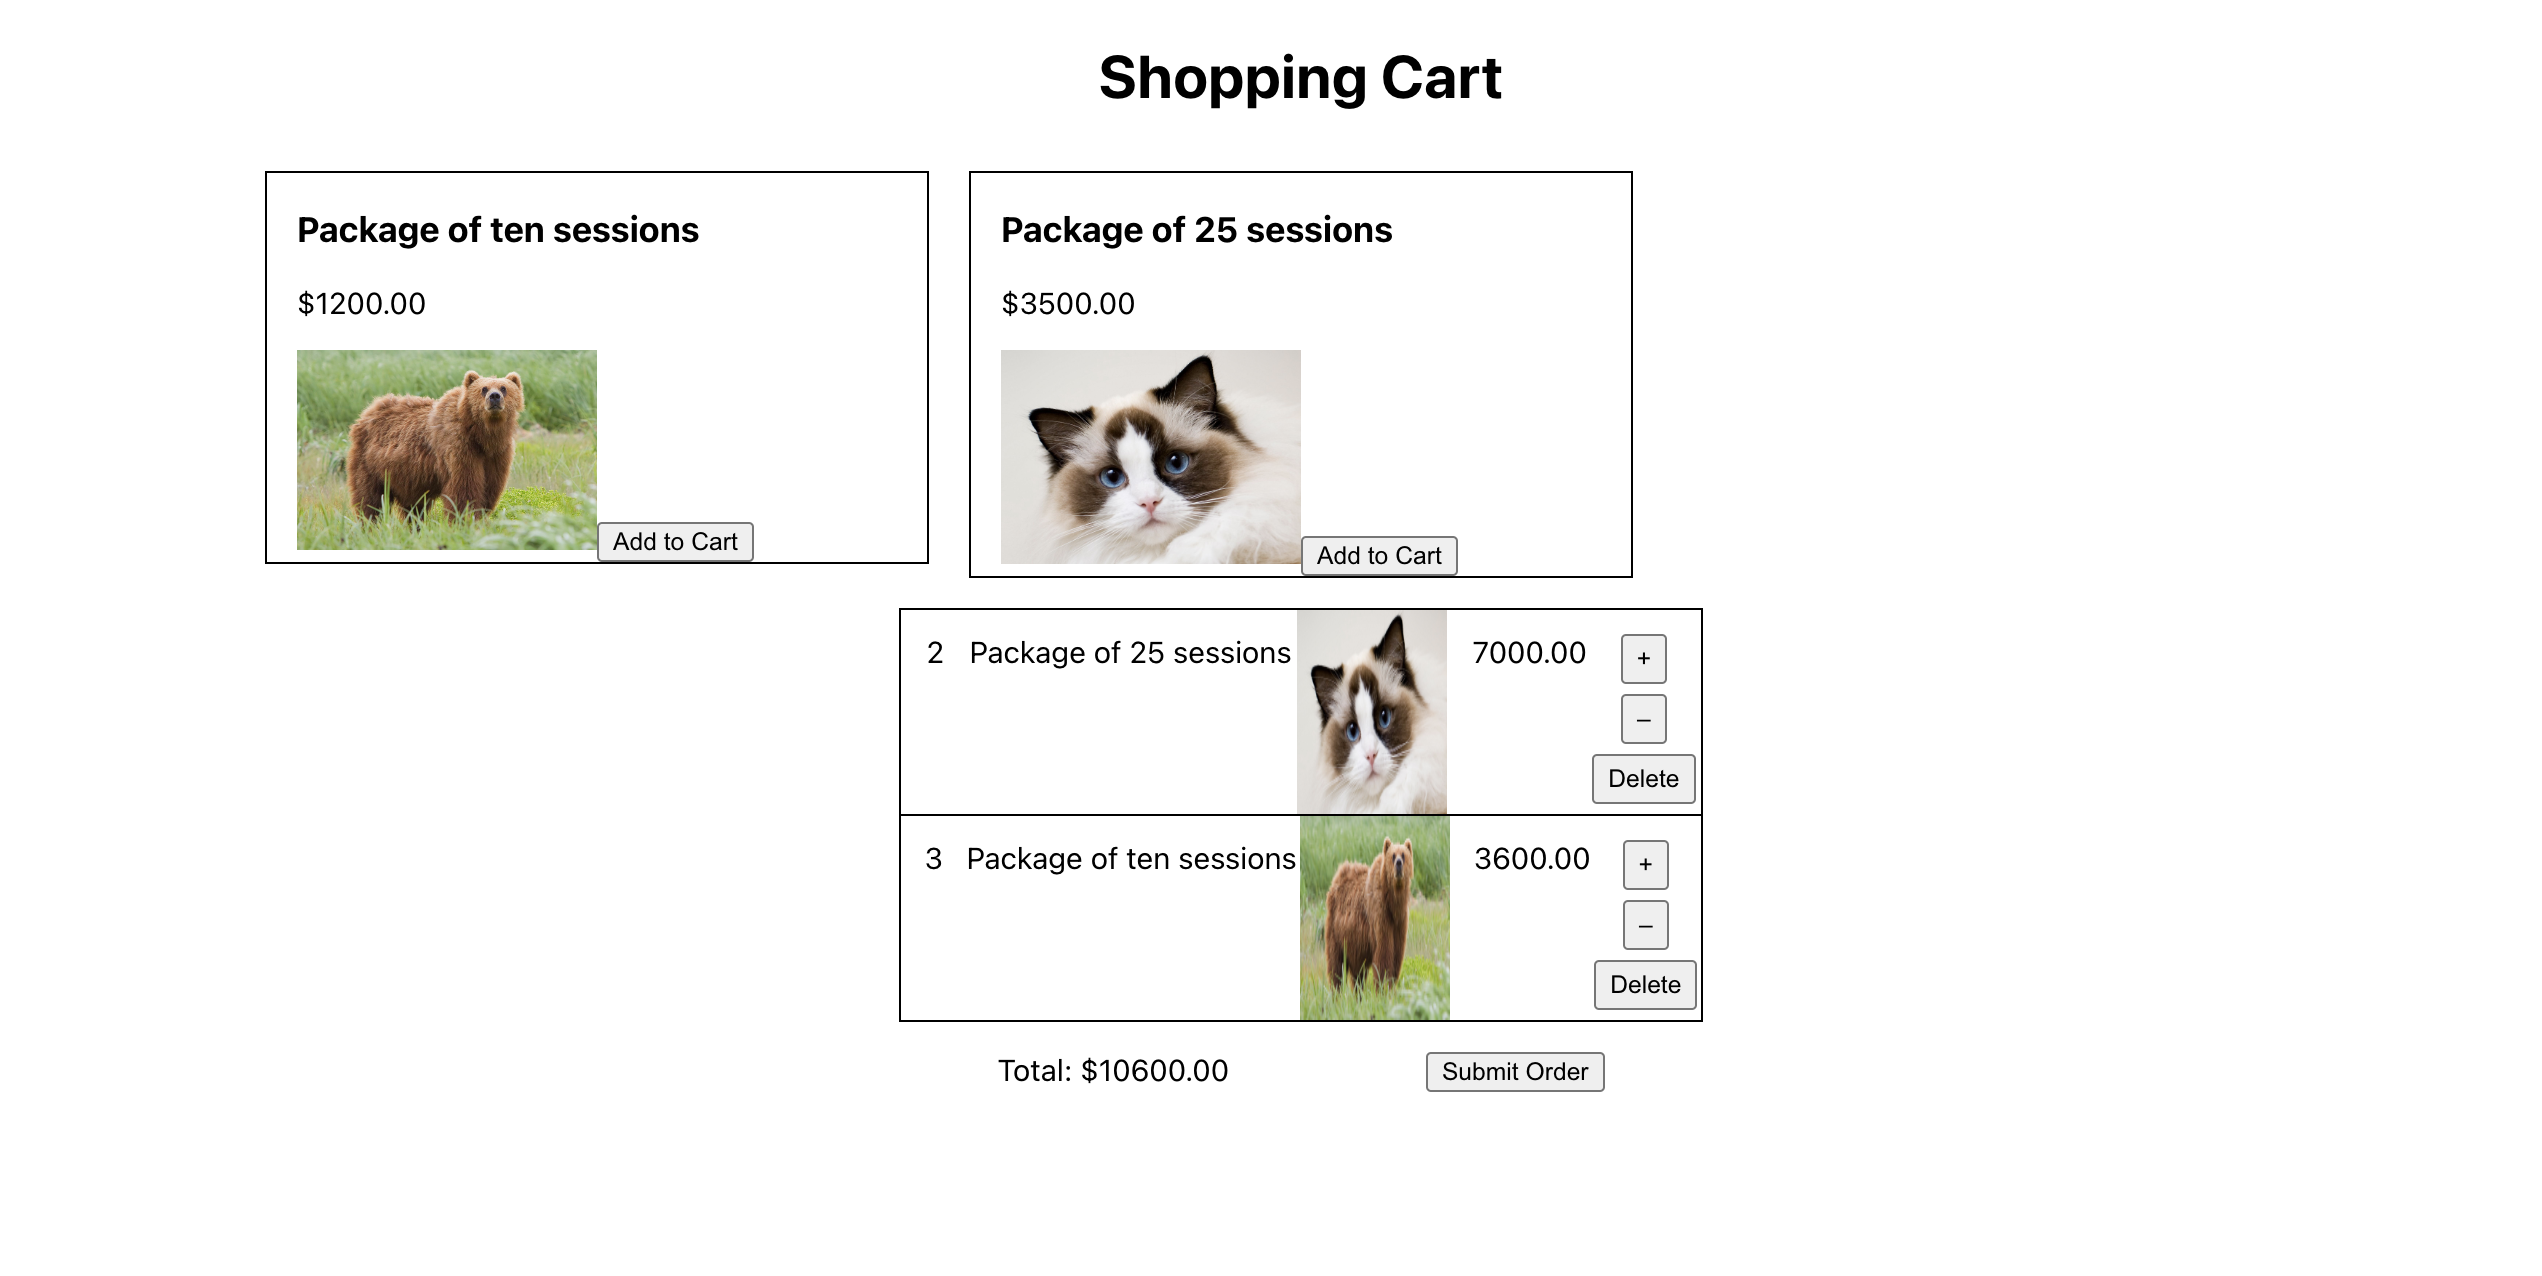 Shopping Cart
Package of ten sessions
$1200.00
Add to Cart
Package of 25 sessions
$3500.00
Add to Cart
2 Package of 25 sessions 7000.00 +
–
Delete
3 Package of ten sessions 3600.00 +
–
Delete
Total: $10600.00 Submit Order